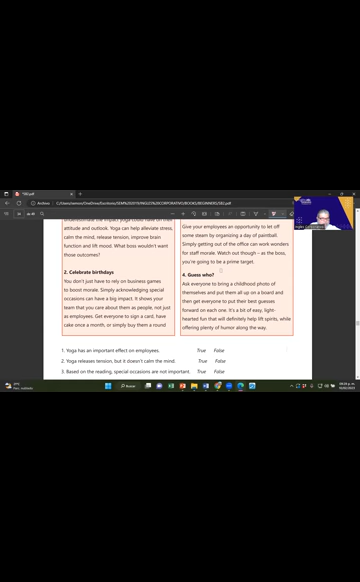 SB2.pdf
Archivo
34 de 48
underestimate the impact yoga could have on their
attitude and outlook. Yoga can help alleviate stress,
calm the mind, release tension, improve brain
function and lift mood. What boss wouldn't want
those outcomes?
2. Celebrate birthdays
You don't just have to rely on business games
to boost morale. Simply acknowledging special
occasions can have a big impact. It shows your
team that you care about them as people, not just
as employees. Get everyone to sign a card, have
cake once a month, or simply buy them a round
Give your employees an opportunity to let off
some steam by organizing a day of paintball.
Simply getting out of the office can work wonders
for staff morale. Watch out though – as the boss,
you're going to be a prime target.
4. Guess who?
Ask everyone to bring a childhood photo of
themselves and put them all up on a board and
then get everyone to put their best guesses
forward on each one. It's a bit of easy, light-
hearted fun that will definitely help lift spirits, while
offering plenty of humor along the way.
1. Yoga has an important effect on employees. True False
2. Yoga releases tension, but it doesn't calm the mind. True False
3. Based on the reading, special occasions are not important. True False
Buscar